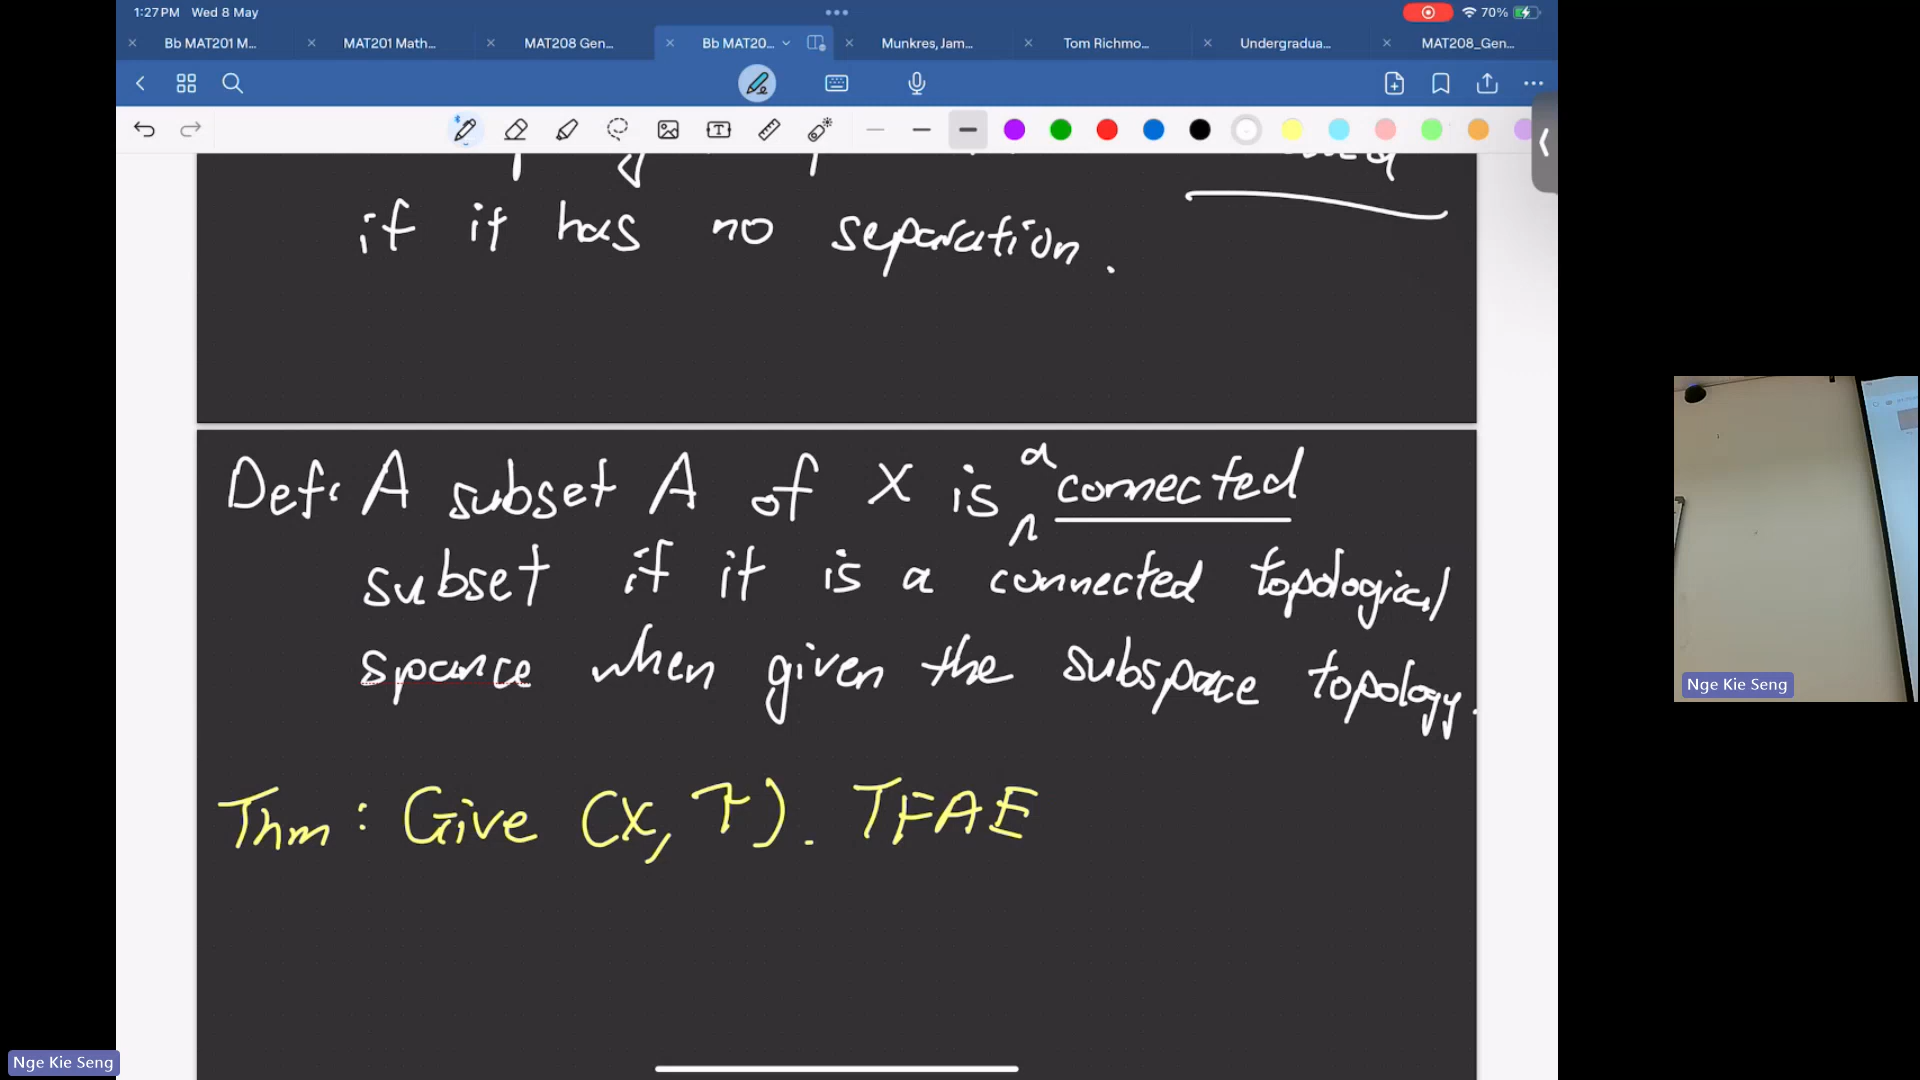 1:27 PM Wed 8 May
70%
Bb MAT201 M...
MAT201 Math...
MAT208 Gen...
Bb MAT20...
Munkres, Jam...
Tom Richmo...
Undergradua...
MAT208_Gen...
if it has no separation.
Def: A subset A of X is a connected
subset if it is a connected topological
spance when given the subspace topology.
Thm: Give (X, τ). TFAE
Nge Kie Seng
Nge Kie Seng